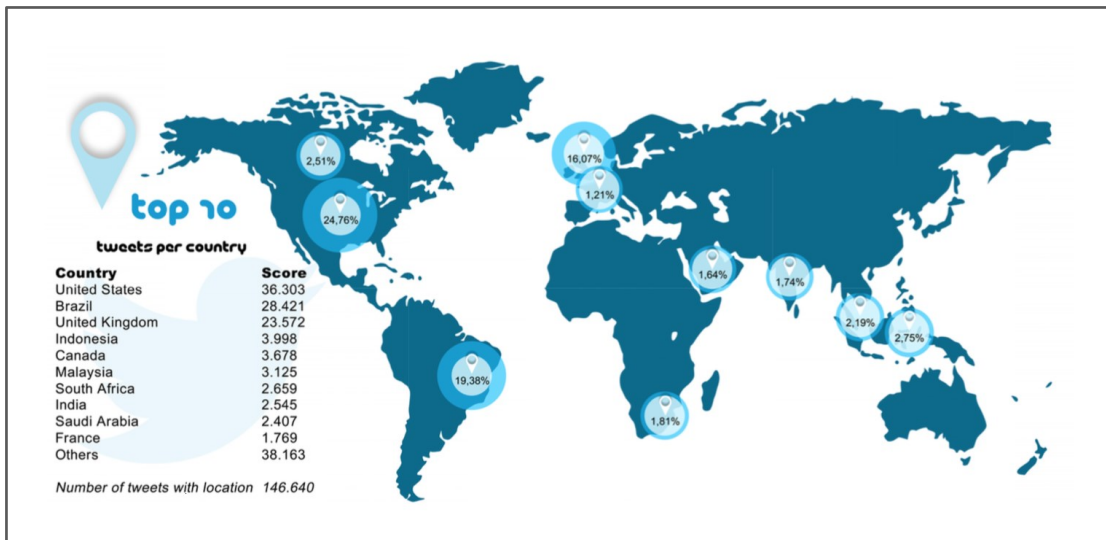 top 10
tweets per country
Country Score
United States 36.303
Brazil 28.421
United Kingdom 23.572
Indonesia 3.998
Canada 3.678
Malaysia 3.125
South Africa 2.659
India 2.545
Saudi Arabia 2.407
France 1.769
Others 38.163
Number of tweets with location 146.640
2,51%
24,76%
19,38%
16,07%
1,21%
1,64%
1,74%
2,19%
2,75%
1,81%